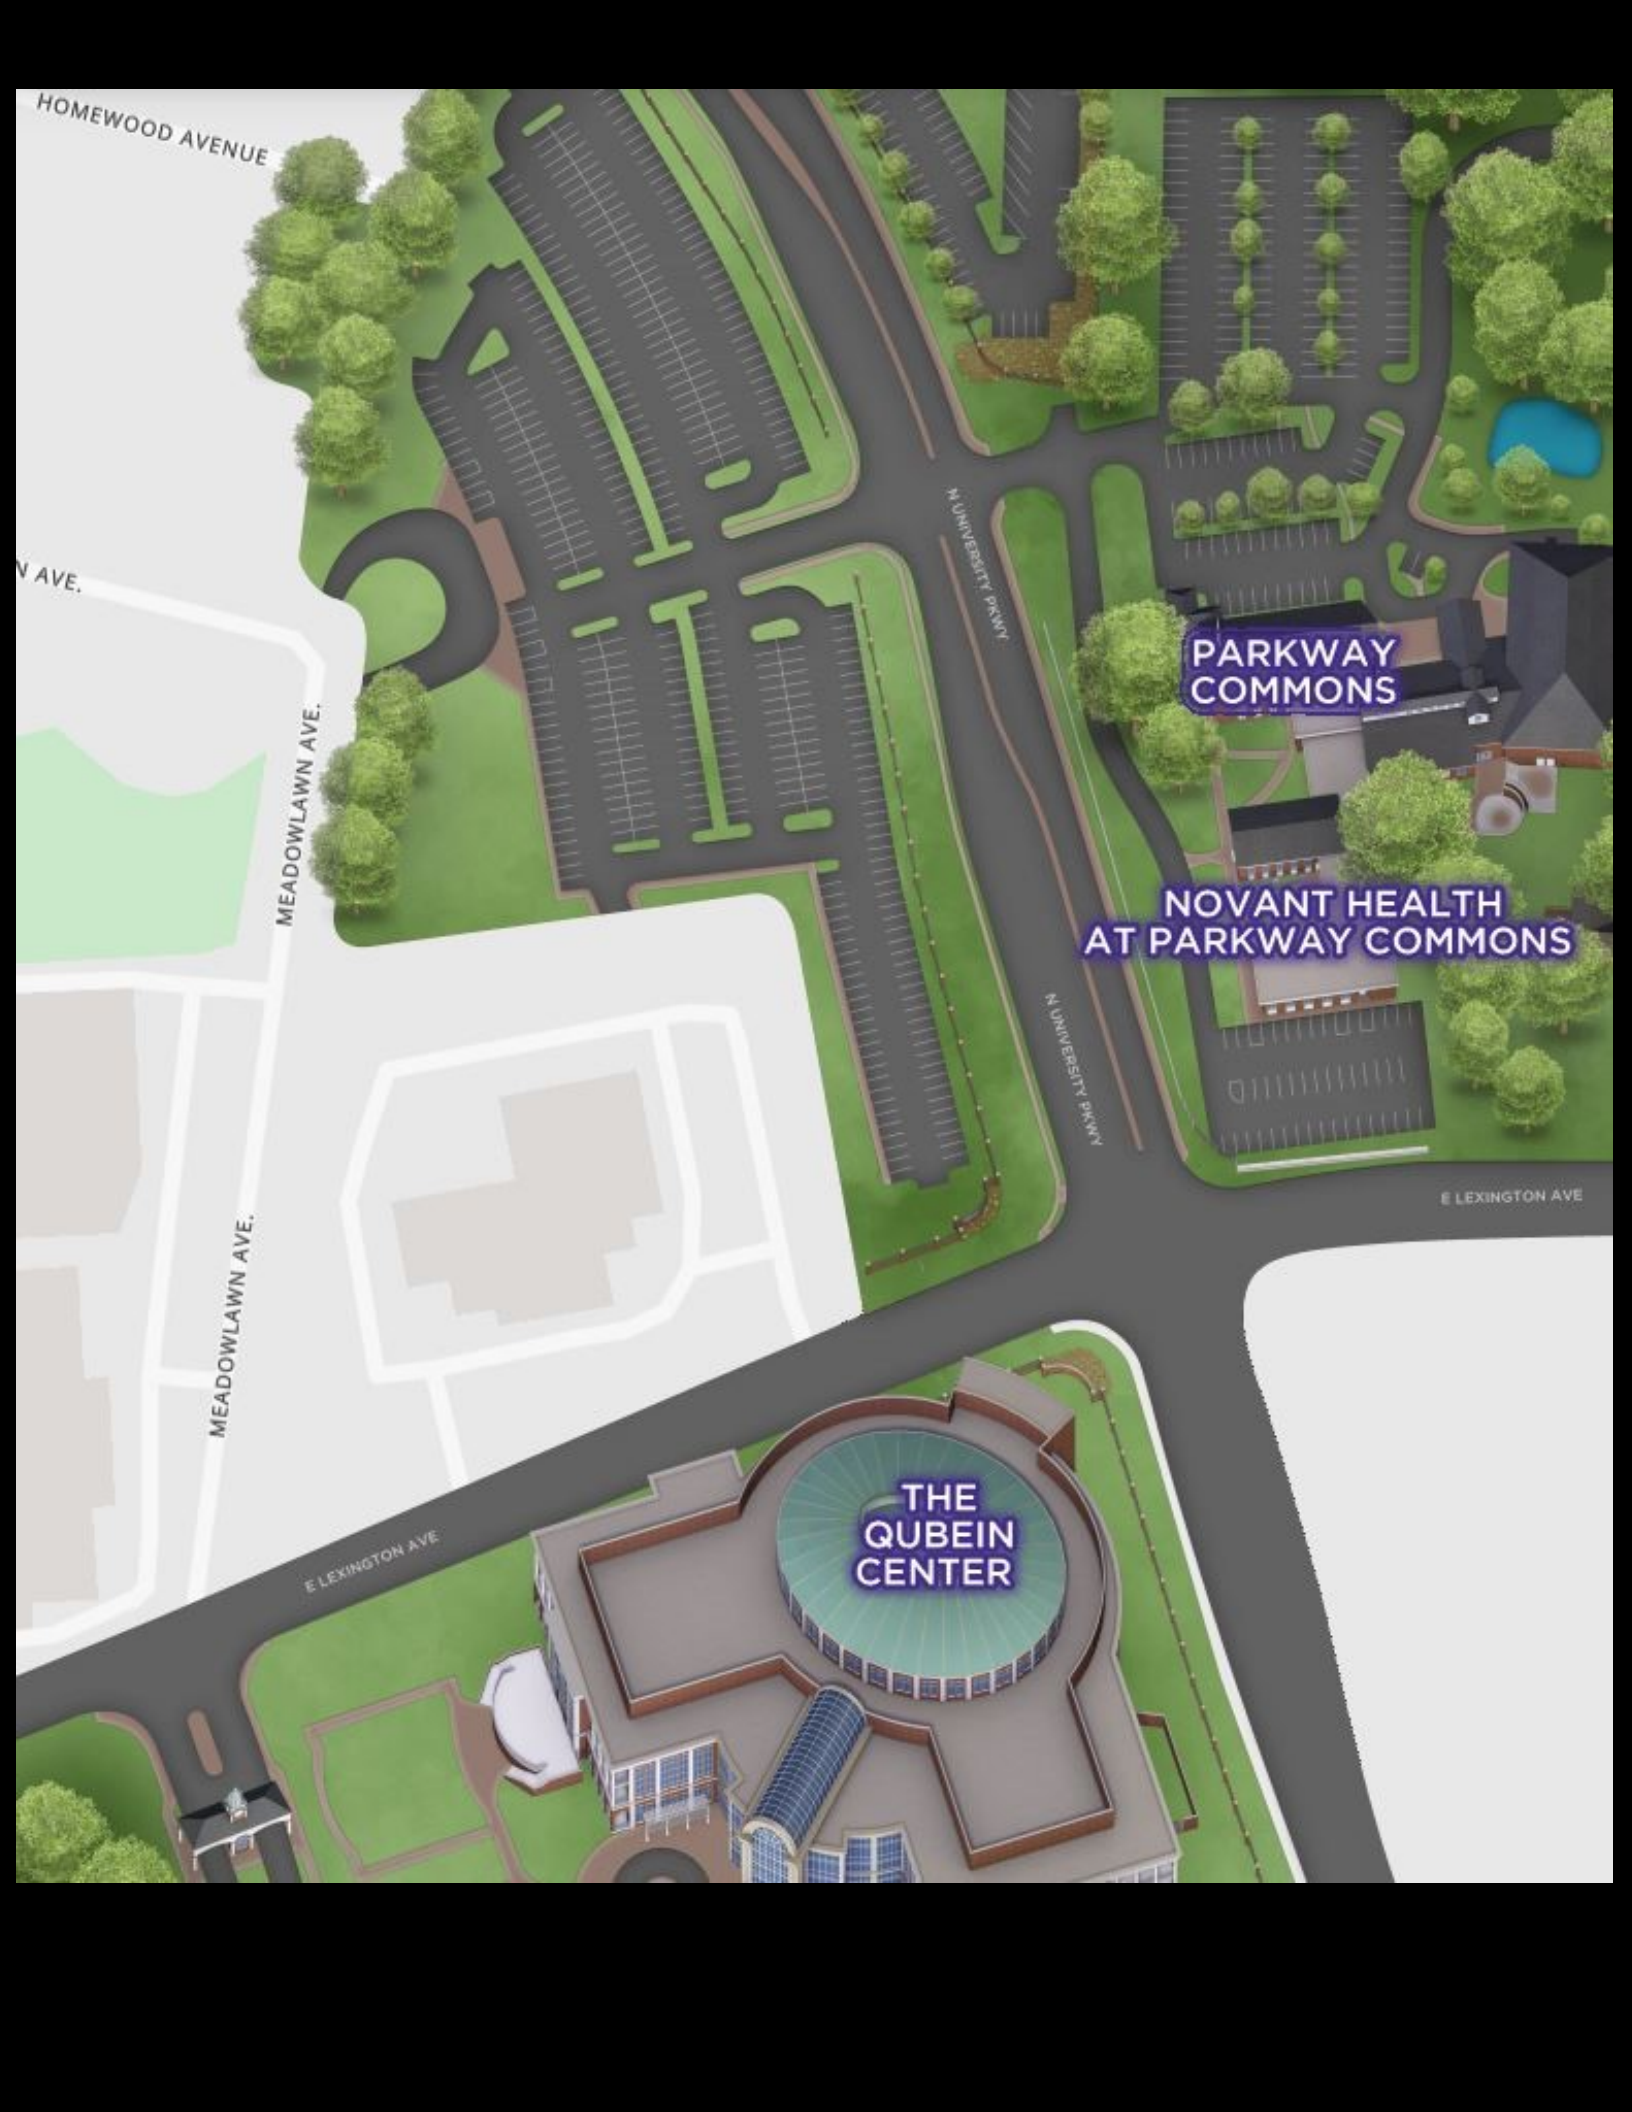 HOMEWOOD AVENUE
N AVE.
N UNIVERSITY PKWY
PARKWAY
COMMONS
MEADOWLAWN AVE.
NOVANT HEALTH
AT PARKWAY COMMONS
N UNIVERSITY PKWY
E LEXINGTON AVE
MEADOWLAWN AVE.
THE
QUBEIN
CENTER
E LEXINGTON AVE